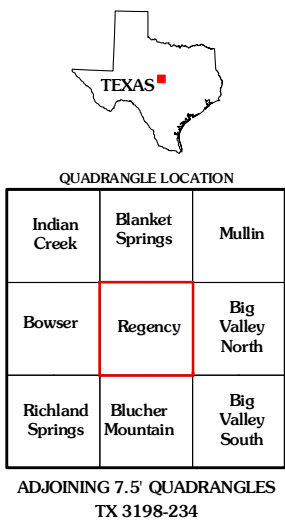 TEXAS
QUADRANGLE LOCATION
Indian
Creek
Blanket
Springs
Mullin
Bowser
Regency
Big
Valley
North
Richland
Springs
Blucher
Mountain
Big
Valley
South
ADJOINING 7.5' QUADRANGLES
TX 3198-234